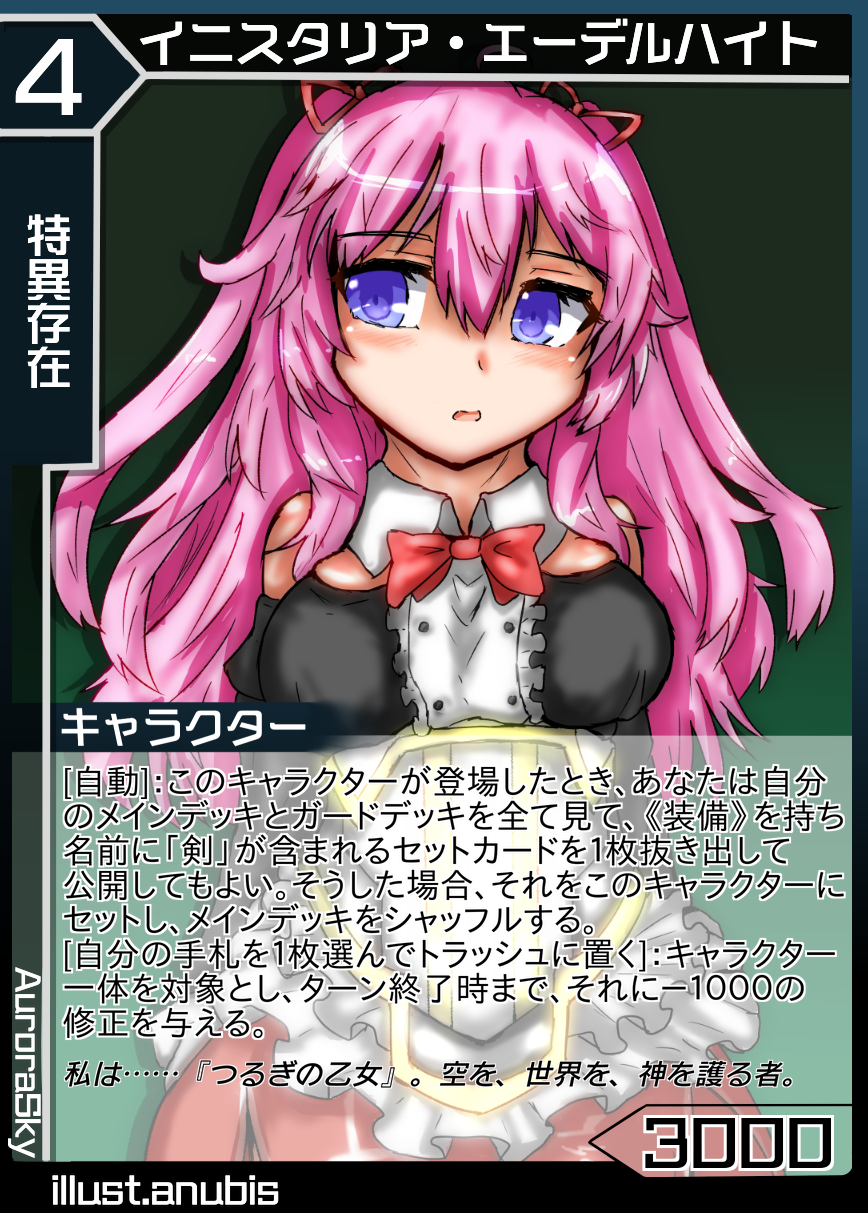 4
イニスタリア・エーデルハイト
特異存在
キャラクター
[自動]:このキャラクターが登場したとき、あなたは自分
のメインデッキとガードデッキを全て見て、《装備》を持ち
名前に「剣」が含まれるセットカードを1枚抜き出して
公開してもよい。そうした場合、それをこのキャラクターに
セットし、メインデッキをシャッフルする。
[自分の手札を1枚選んでトラッシュに置く]:キャラクター
一体を対象とし、ターン終了時まで、それに－1000の
修正を与える。
私は……『つるぎの乙女』。空を、世界を、神を護る者。
3000
AuroraSky
illust.anubis